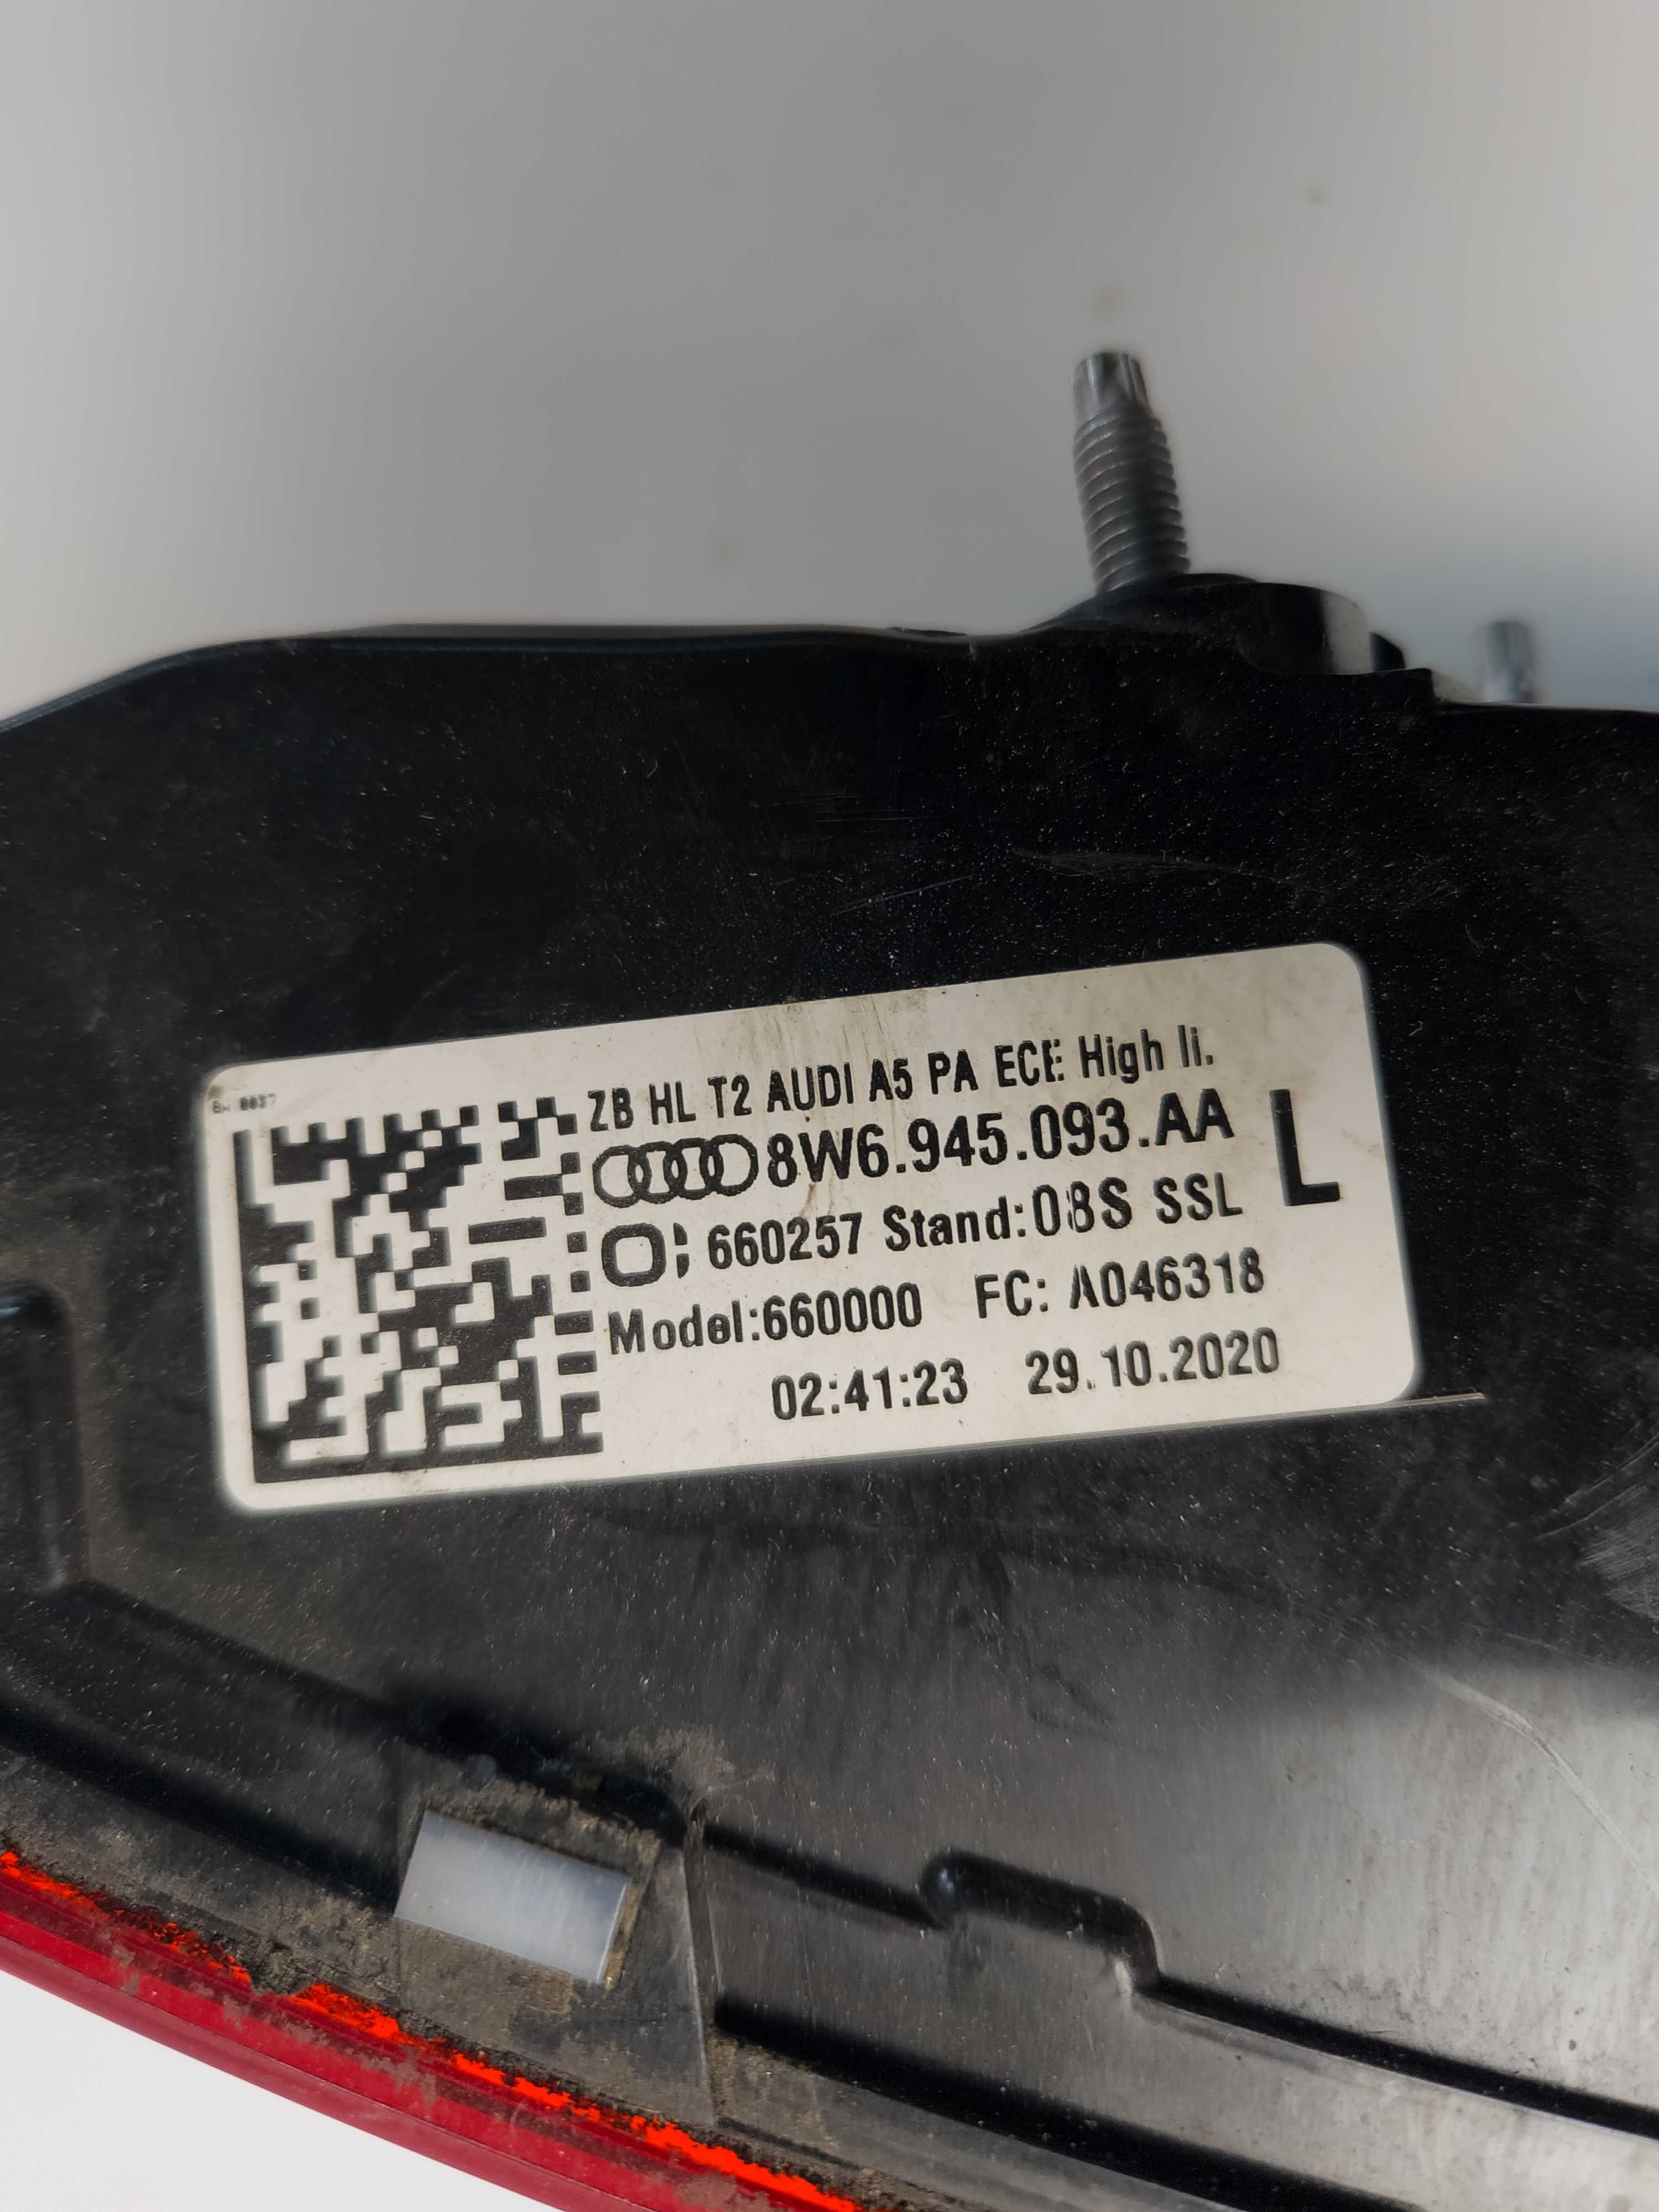 ZB HL T2 AUDI A5 PA ECE High li.
8W6.945.093.AA L
660257 Stand:08S SSL
Model:660000 FC: A046318
02:41:23 29.10.2020